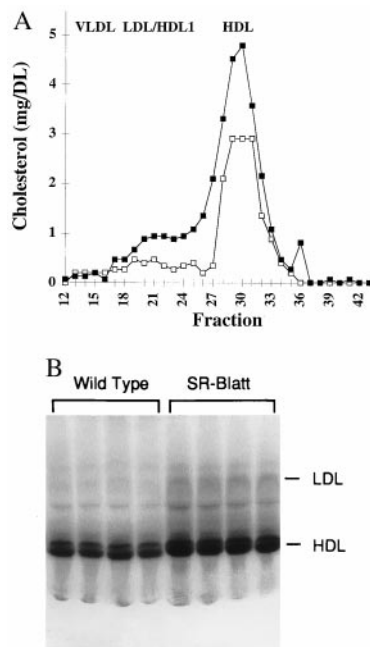 A
VLDL LDL/HDL1 HDL
Cholesterol (mg/DL)
5
4
3
2
1
0
12 15 18 21 24 27 30 33 36 39 42
Fraction
B
Wild Type SR-Blatt
LDL
HDL